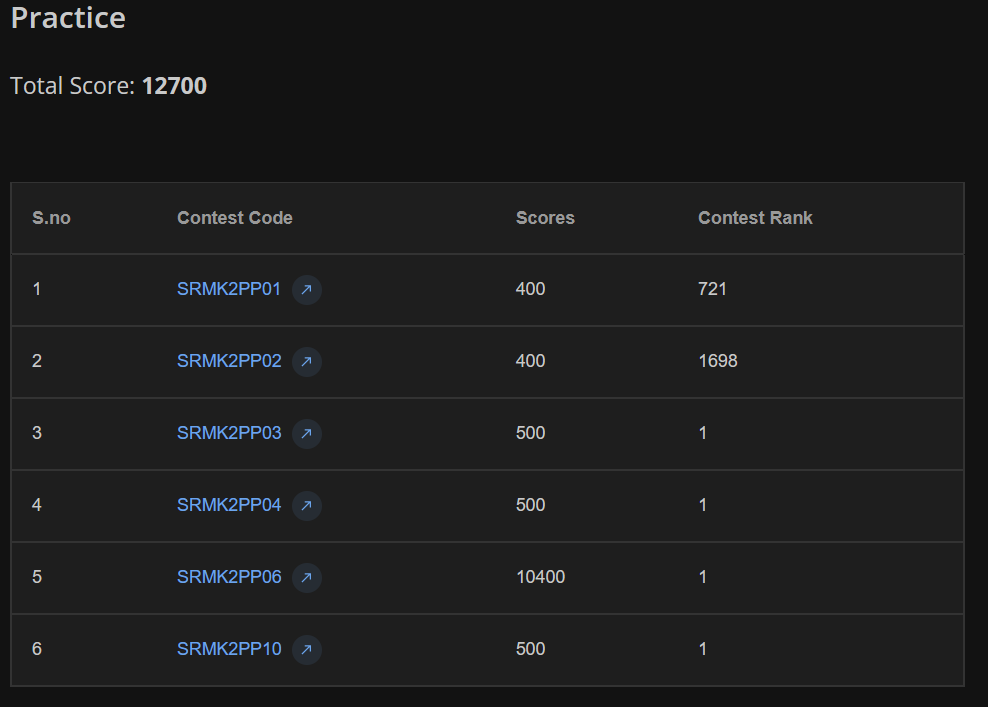 Practice
Total Score: 12700
S.no Contest Code Scores Contest Rank
1 SRMK2PP01 400 721
2 SRMK2PP02 400 1698
3 SRMK2PP03 500 1
4 SRMK2PP04 500 1
5 SRMK2PP06 10400 1
6 SRMK2PP10 500 1